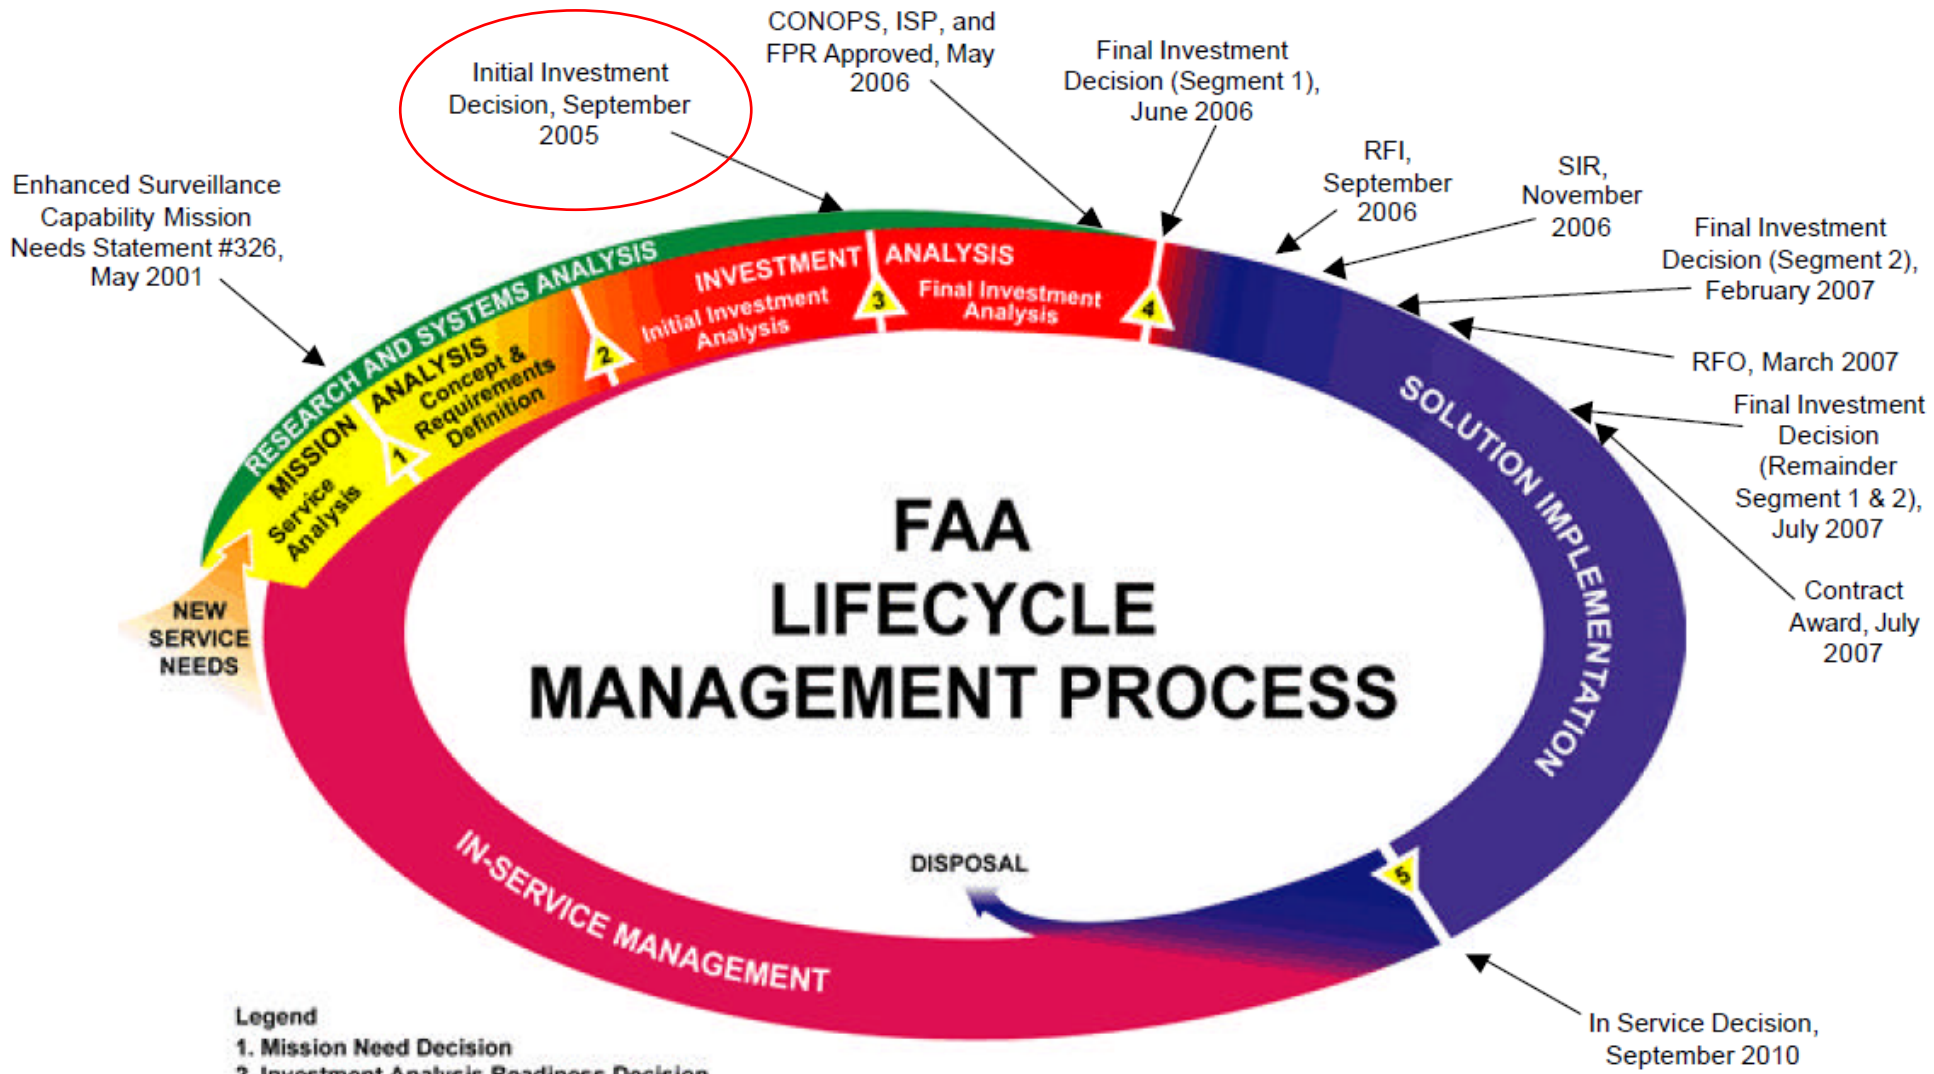 CONOPS, ISP, and
FPR Approved, May
2006
Final Investment
Decision (Segment 1),
June 2006
Initial Investment
Decision, September
2005
RFI,
September
2006
SIR,
November
2006
Enhanced Surveillance
Capability Mission
Needs Statement #326,
May 2001
Final Investment
Decision (Segment 2),
February 2007
RFO, March 2007
Final Investment
Decision
(Remainder
Segment 1 & 2),
July 2007
Contract
Award, July
2007
RESEARCH AND SYSTEMS ANALYSIS
MISSION ANALYSIS
Service
Analysis
1
Concept &
Requirements
Definition
2
INVESTMENT ANALYSIS
Initial Investment
Analysis
3
Final Investment
Analysis
4
SOLUTION IMPLEMENTATION
FAA
LIFECYCLE
MANAGEMENT PROCESS
NEW
SERVICE
NEEDS
5
DISPOSAL
IN-SERVICE MANAGEMENT
In Service Decision,
September 2010
Legend
1. Mission Need Decision
2. Investment Analysis Readiness Decision